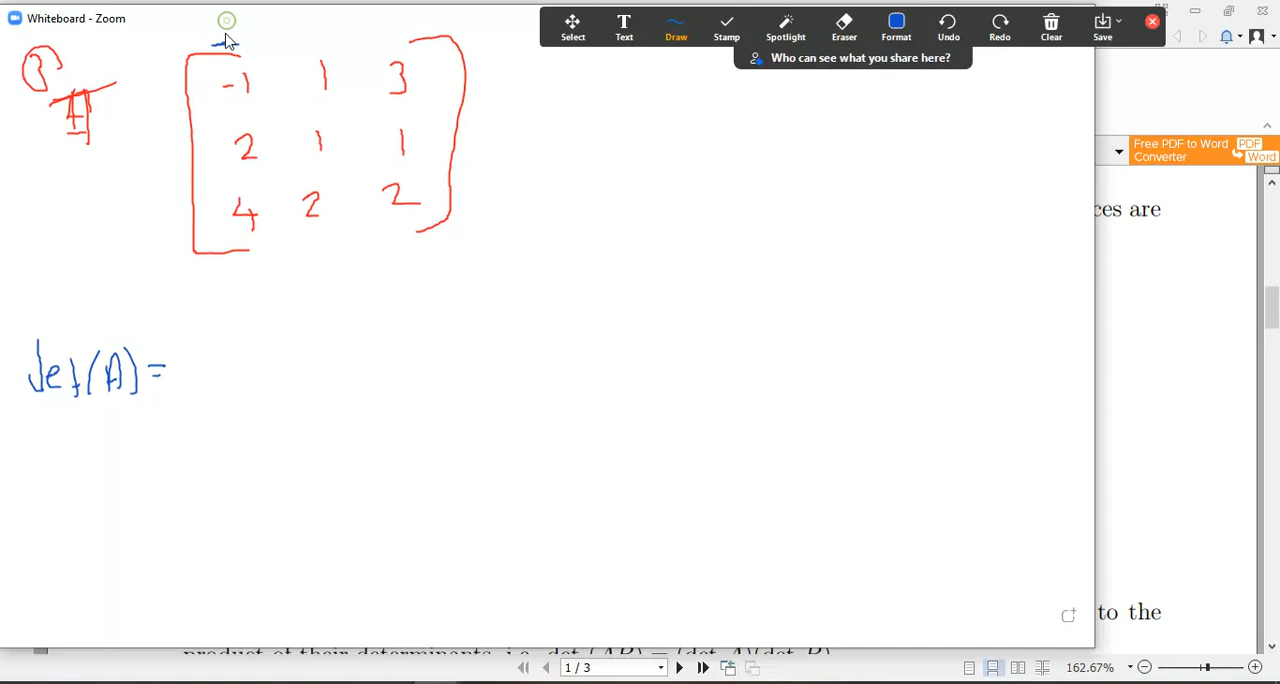 Whiteboard - Zoom
Select Text Draw Stamp Spotlight Eraser Format Undo Redo Clear Save
Who can see what you share here?
-1 1 3
2 1 1
4 2 2
det(A)=
Free PDF to Word
Converter
PDF
Word
ces are
to the
1 / 3
162.67%